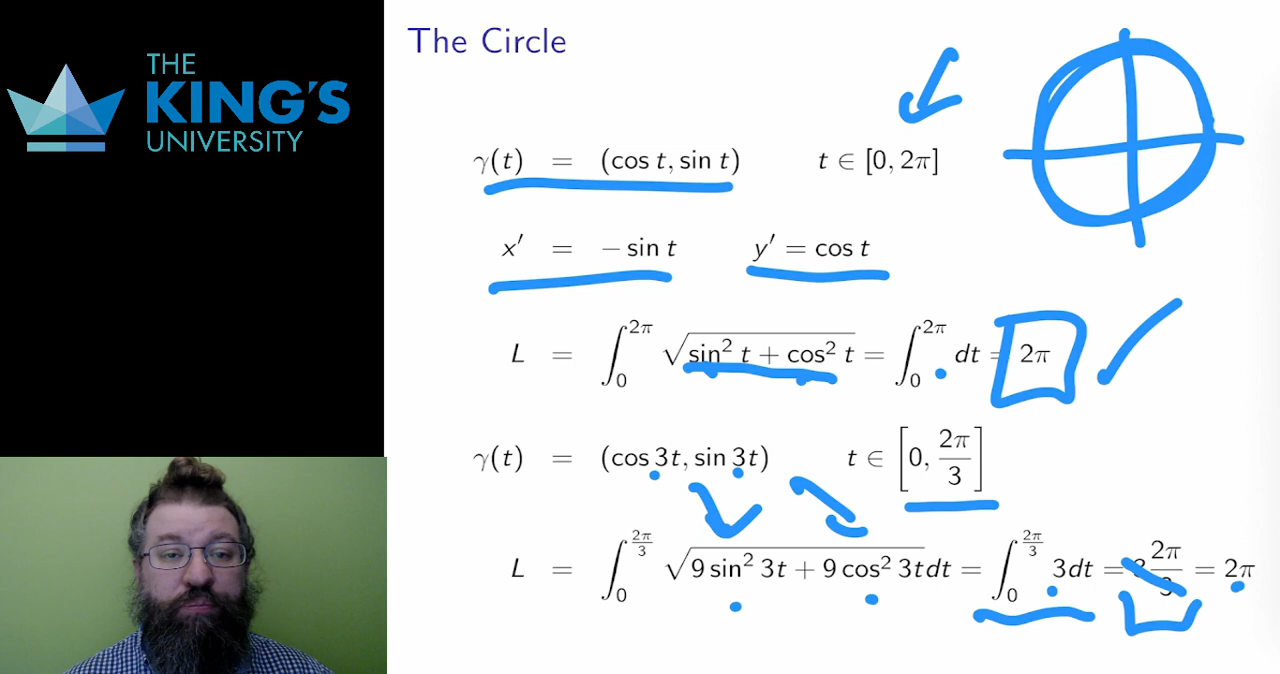 THE
KING'S
UNIVERSITY
The Circle
γ(t) = (cos t, sin t) t ∈ [0, 2π]
x′ = − sin t y′ = cos t
L = ∫₀^{2π} √(sin² t + cos² t) = ∫₀^{2π} dt = 2π
γ(t) = (cos 3t, sin 3t) t ∈ [0, 2π/3]
L = ∫₀^{2π/3} √(9 sin² 3t + 9 cos² 3t) dt = ∫₀^{2π/3} 3dt = 3 2π/3 = 2π